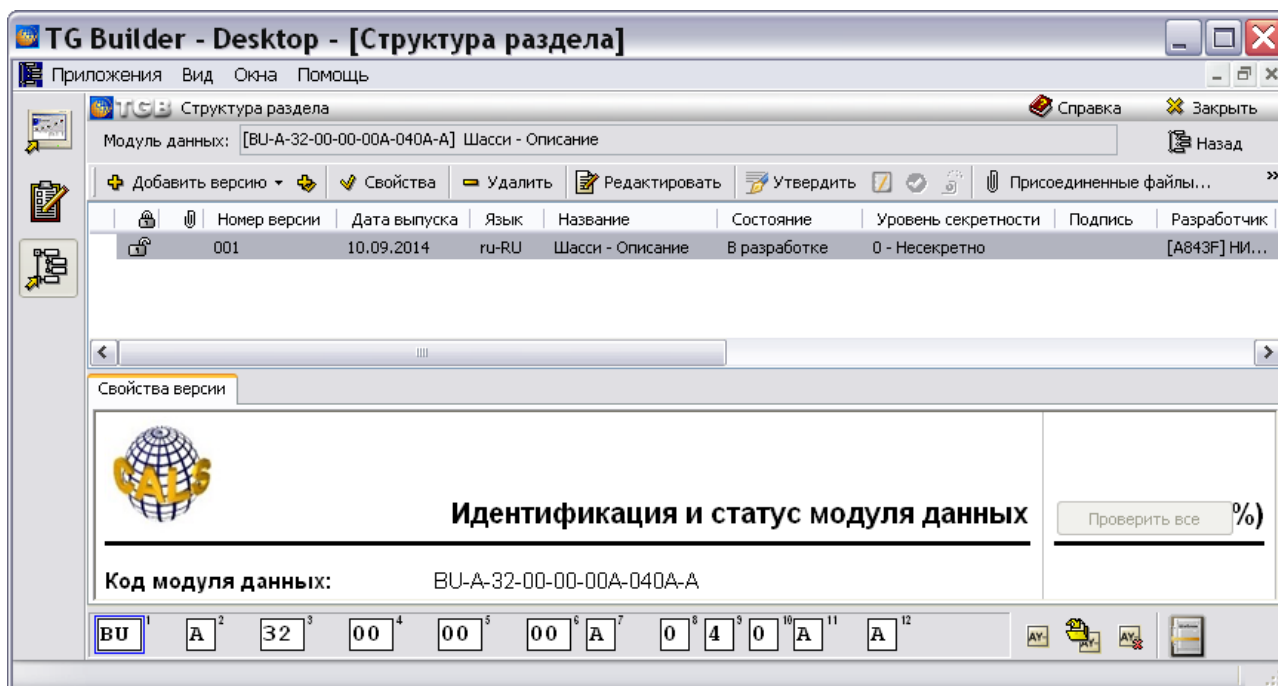 TG Builder - Desktop - [Структура раздела]
Приложения Вид Окна Помощь
TGB Структура раздела Справка Закрыть
Модуль данных: [BU-A-32-00-00-00A-040A-A] Шасси - Описание Назад
Добавить версию Свойства Удалить Редактировать Утвердить Присоединенные файлы... »
Номер версии Дата выпуска Язык Название Состояние Уровень секретности Подпись Разработчик
001 10.09.2014 ru-RU Шасси - Описание В разработке 0 - Несекретно [A843F] НИ...
Свойства версии
CALS
Идентификация и статус модуля данных Проверить все %)
Код модуля данных: BU-A-32-00-00-00A-040A-A
BU 1 A 2 32 3 00 4 00 5 00 6 A 7 0 8 4 9 0 10 A 11 A 12 AY- AY- AY